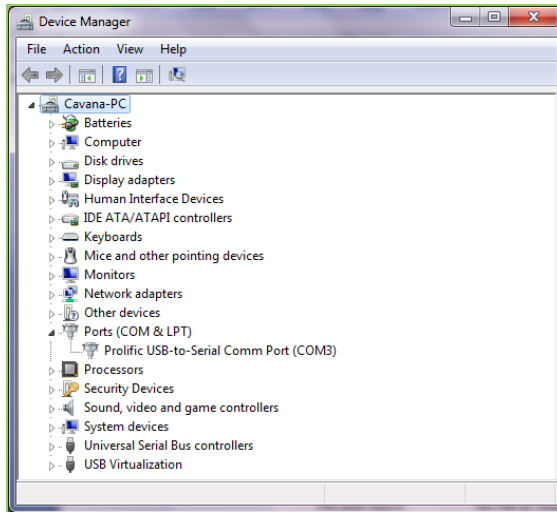 Device Manager
File Action View Help
Cavana-PC
Batteries
Computer
Disk drives
Display adapters
Human Interface Devices
IDE ATA/ATAPI controllers
Keyboards
Mice and other pointing devices
Monitors
Network adapters
Other devices
Ports (COM & LPT)
Prolific USB-to-Serial Comm Port (COM3)
Processors
Security Devices
Sound, video and game controllers
System devices
Universal Serial Bus controllers
USB Virtualization